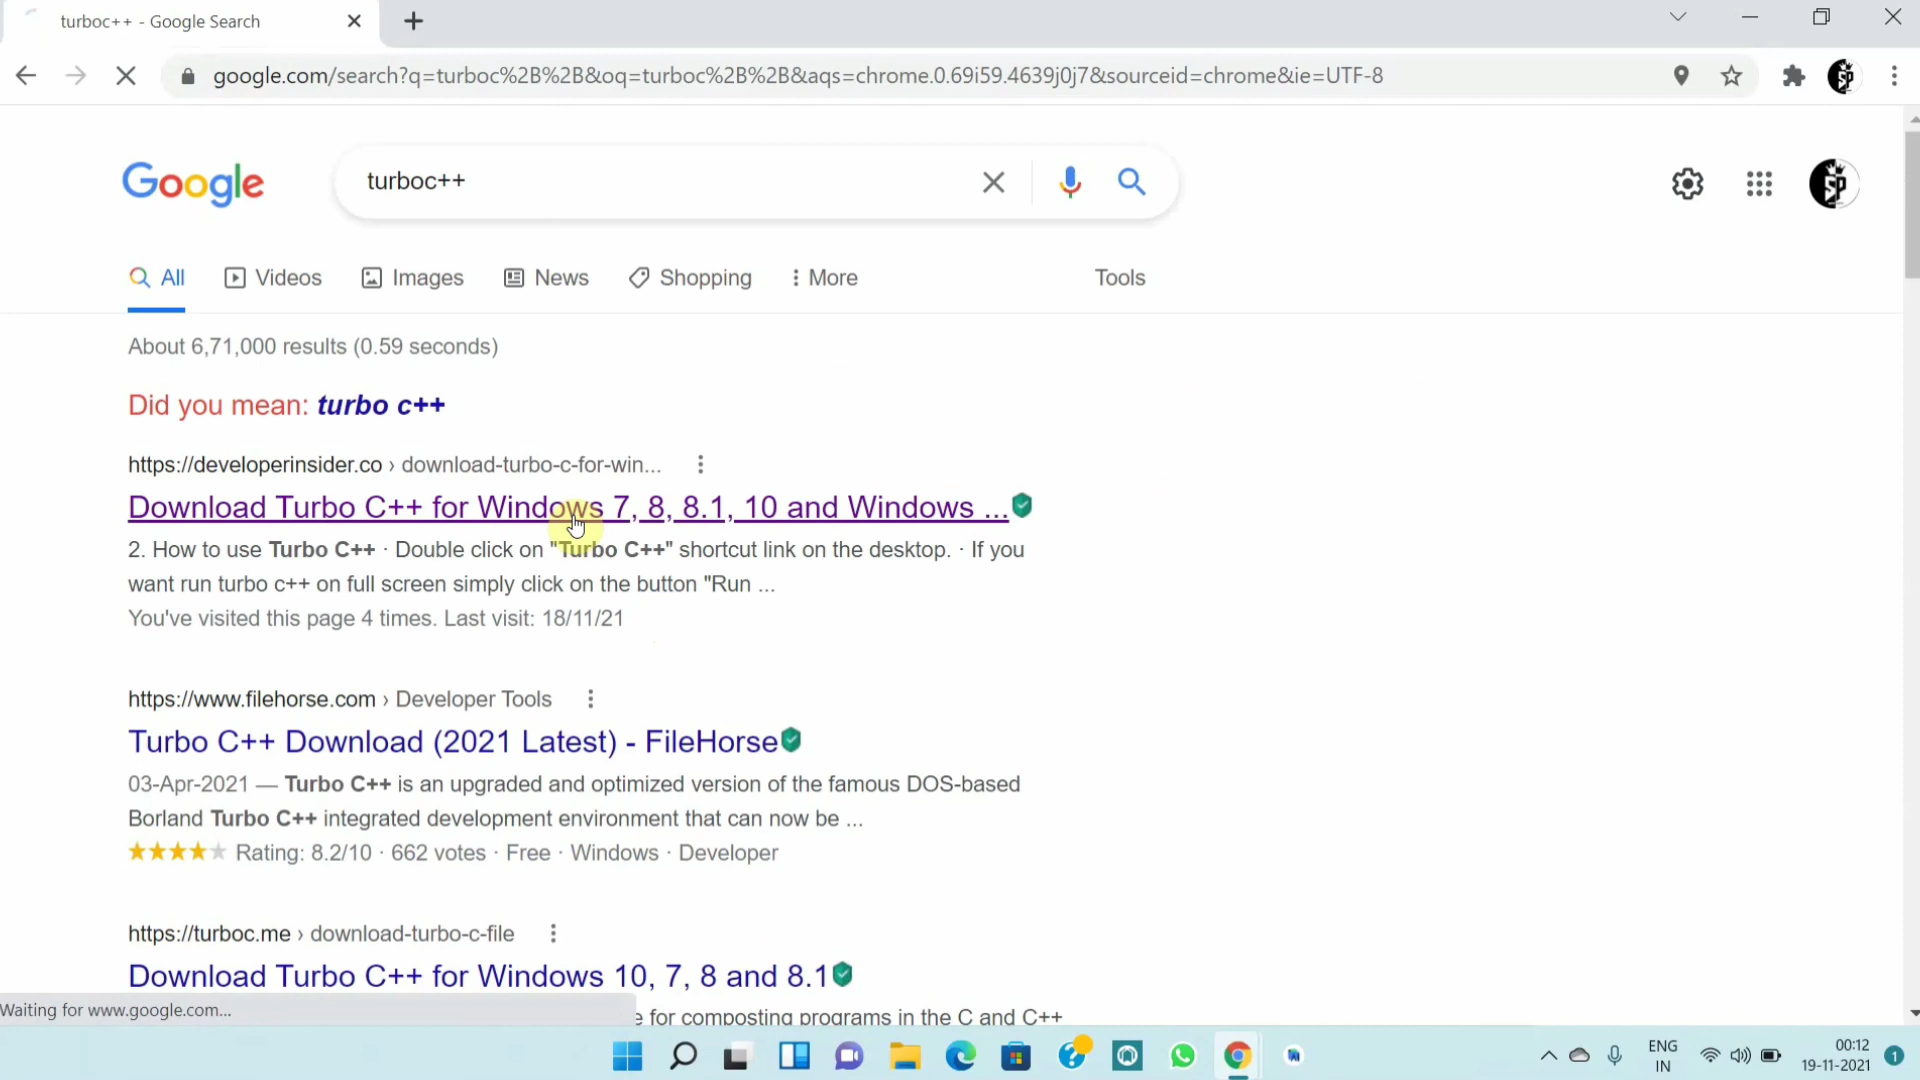 turboc++ - Google Search
google.com/search?q=turboc%2B%2B&oq=turboc%2B%2B&aqs=chrome.0.69i59.4639j0j7&sourceid=chrome&ie=UTF-8
Google
turboc++
All Videos Images News Shopping More Tools
About 6,71,000 results (0.59 seconds)
Did you mean: turbo c++
https://developerinsider.co › download-turbo-c-for-win...
Download Turbo C++ for Windows 7, 8, 8.1, 10 and Windows ...
2. How to use Turbo C++ · Double click on "Turbo C++" shortcut link on the desktop. · If you
want run turbo c++ on full screen simply click on the button "Run ...
You've visited this page 4 times. Last visit: 18/11/21
https://www.filehorse.com › Developer Tools
Turbo C++ Download (2021 Latest) - FileHorse
03-Apr-2021 — Turbo C++ is an upgraded and optimized version of the famous DOS-based
Borland Turbo C++ integrated development environment that can now be ...
Rating: 8.2/10 · 662 votes · Free · Windows · Developer
https://turboc.me › download-turbo-c-file
Download Turbo C++ for Windows 10, 7, 8 and 8.1
Waiting for www.google.com...
e for composting programs in the C and C++
ENG
IN
00:12
19-11-2021
1